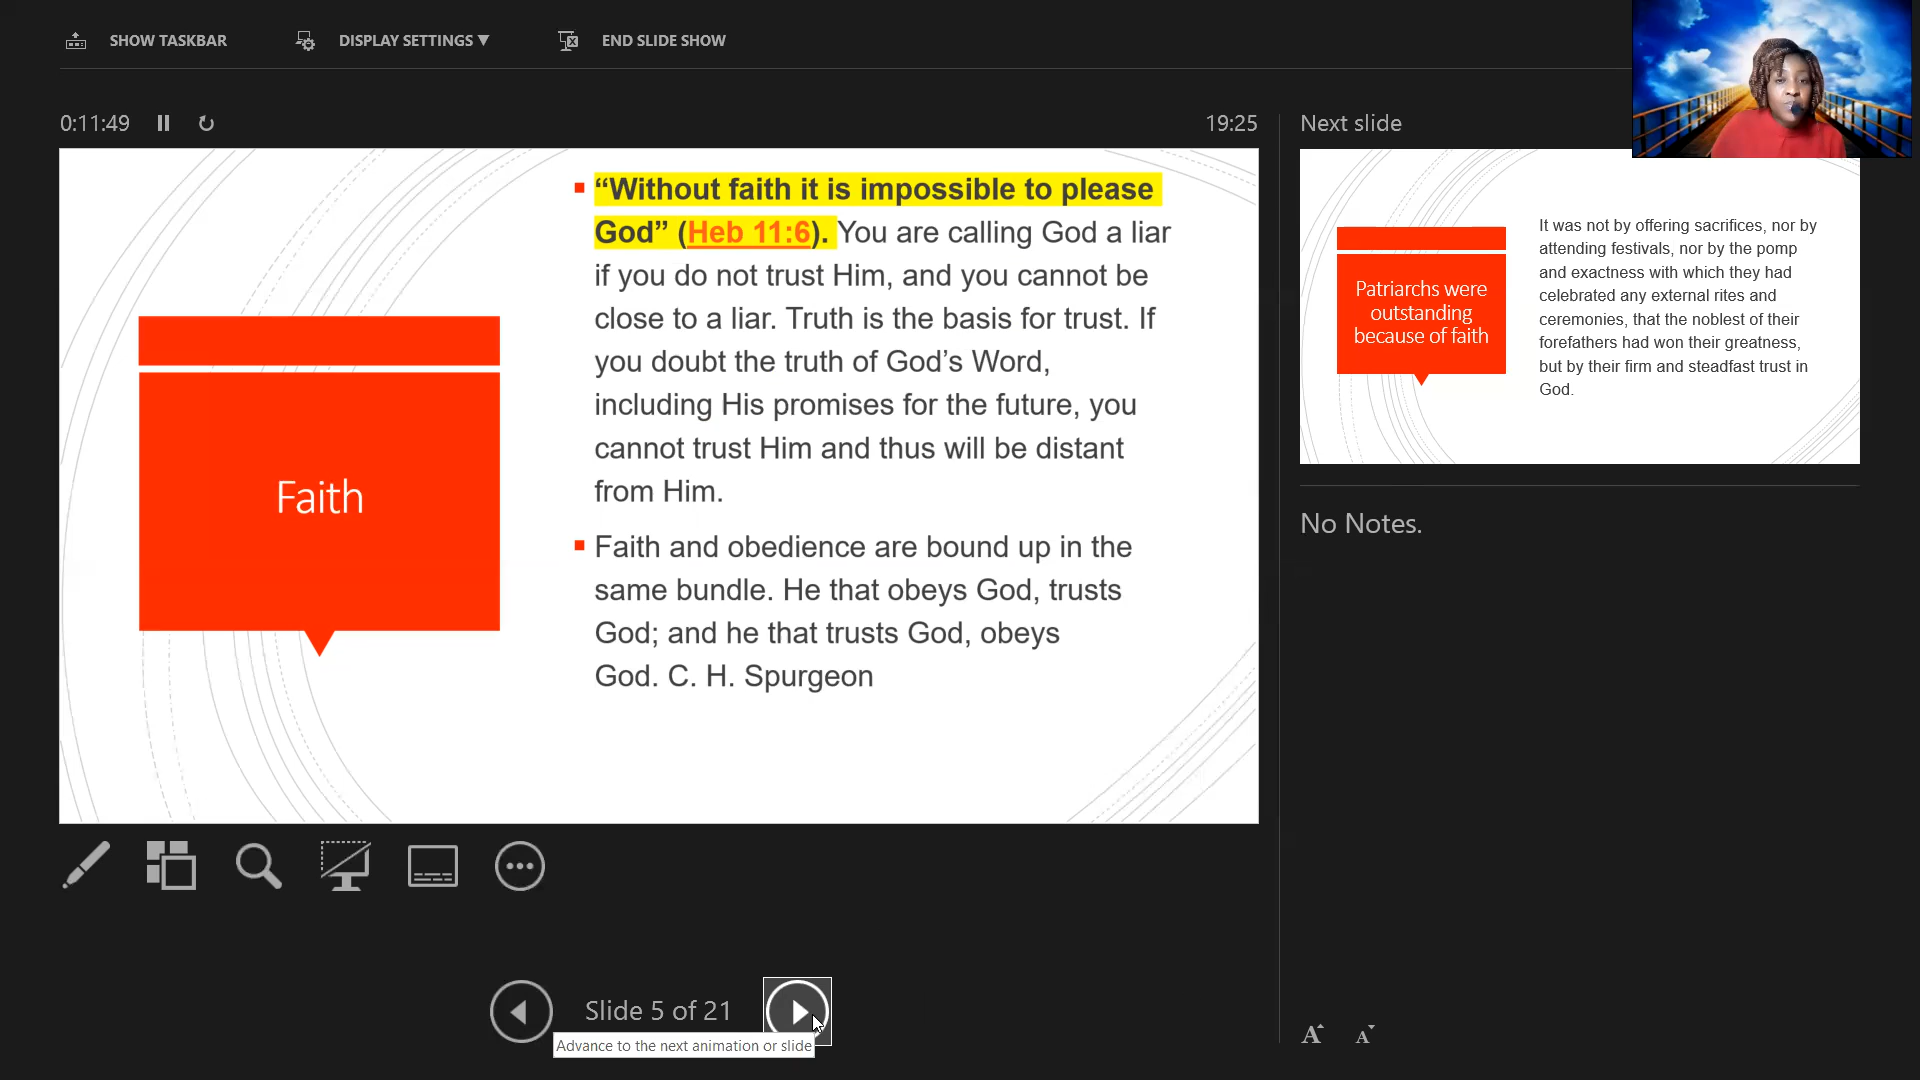 SHOW TASKBAR
DISPLAY SETTINGS ▼
END SLIDE SHOW
0:11:49
19:25
Next slide
“Without faith it is impossible to please
God” (Heb 11:6). You are calling God a liar
if you do not trust Him, and you cannot be
close to a liar. Truth is the basis for trust. If
you doubt the truth of God’s Word,
including His promises for the future, you
cannot trust Him and thus will be distant
from Him.
Faith
Faith and obedience are bound up in the
same bundle. He that obeys God, trusts
God; and he that trusts God, obeys
God. C. H. Spurgeon
Patriarchs were
outstanding
because of faith
It was not by offering sacrifices, nor by
attending festivals, nor by the pomp
and exactness with which they had
celebrated any external rites and
ceremonies, that the noblest of their
forefathers had won their greatness,
but by their firm and steadfast trust in
God.
No Notes.
Slide 5 of 21
Advance to the next animation or slide
A A